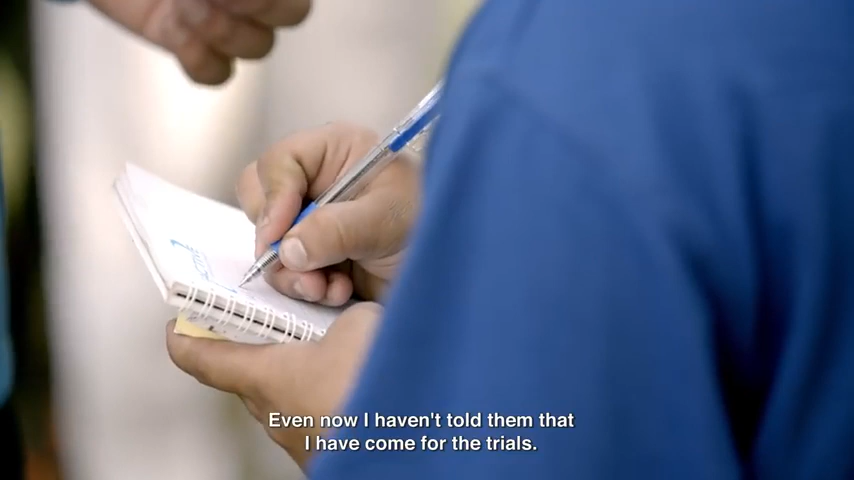 Even now I haven't told them that
I have come for the trials.